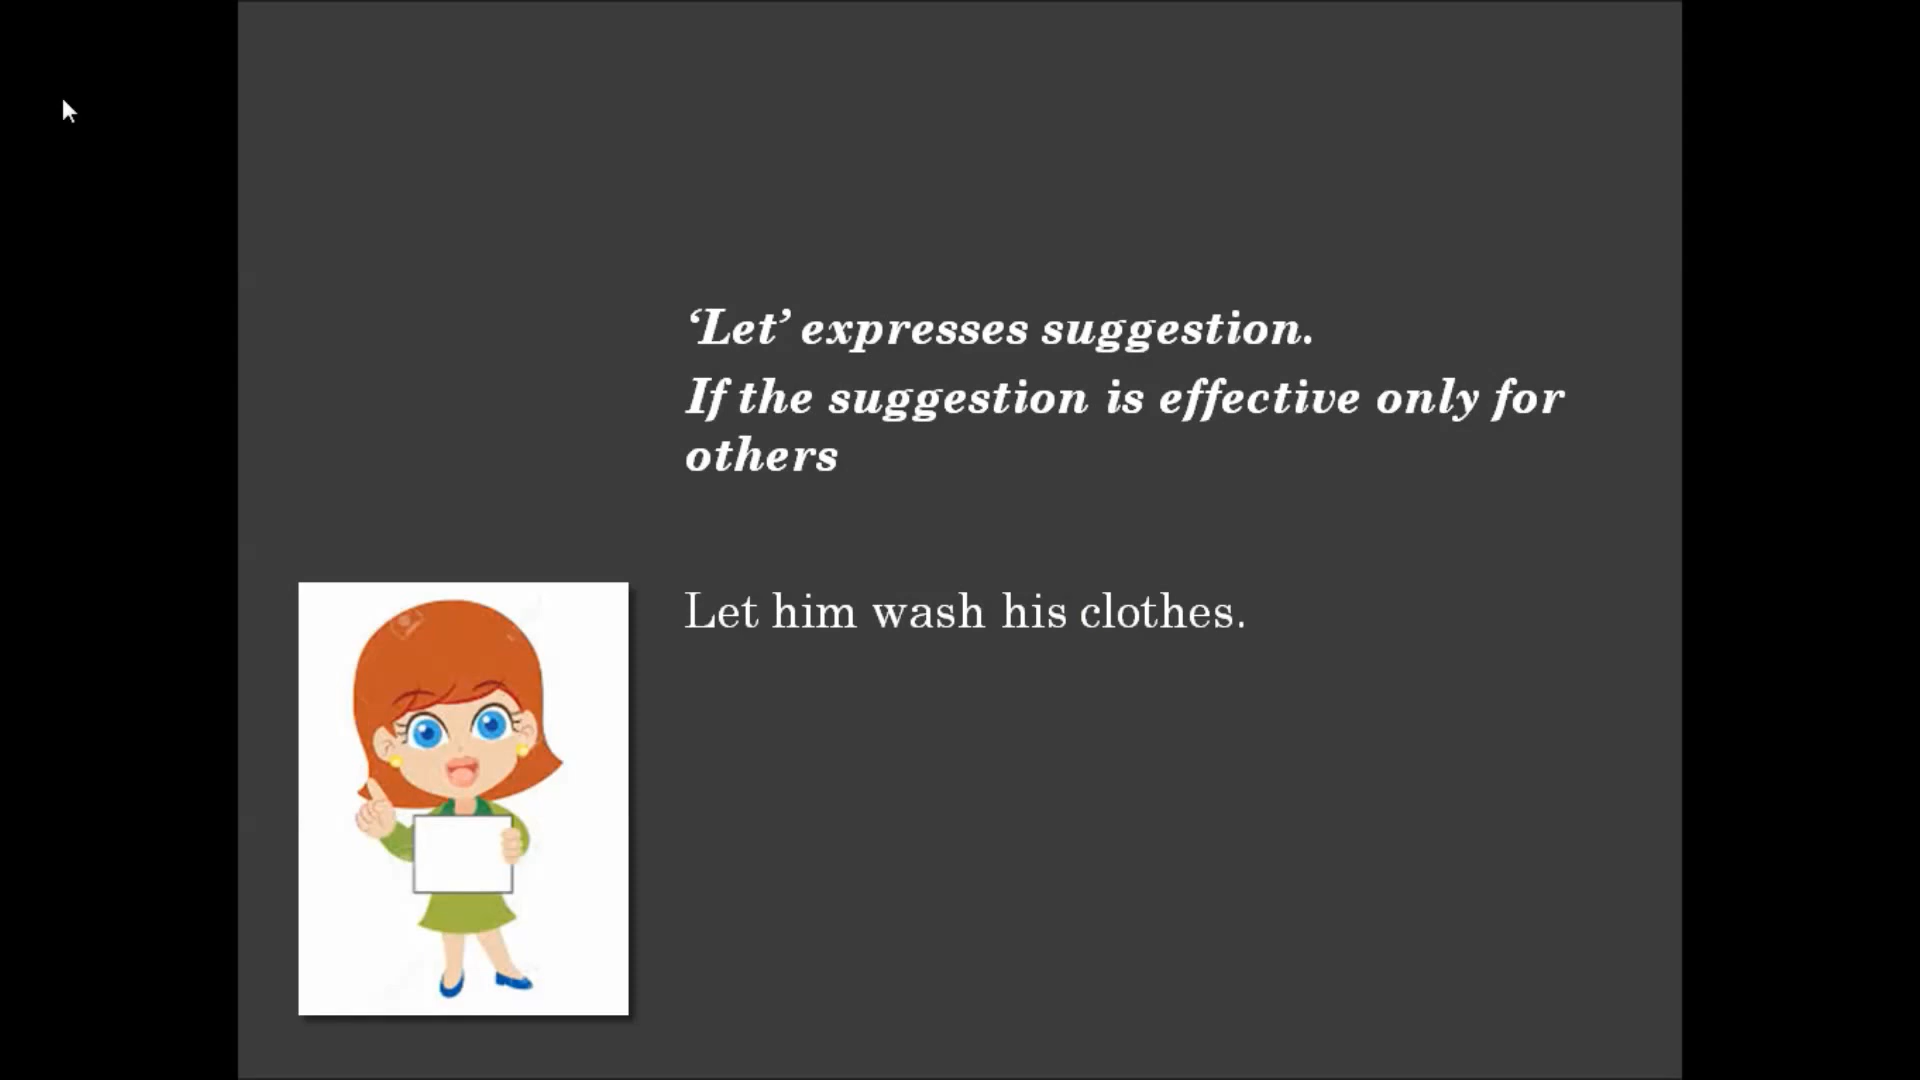 ‘Let’ expresses suggestion.
If the suggestion is effective only for
others
Let him wash his clothes.